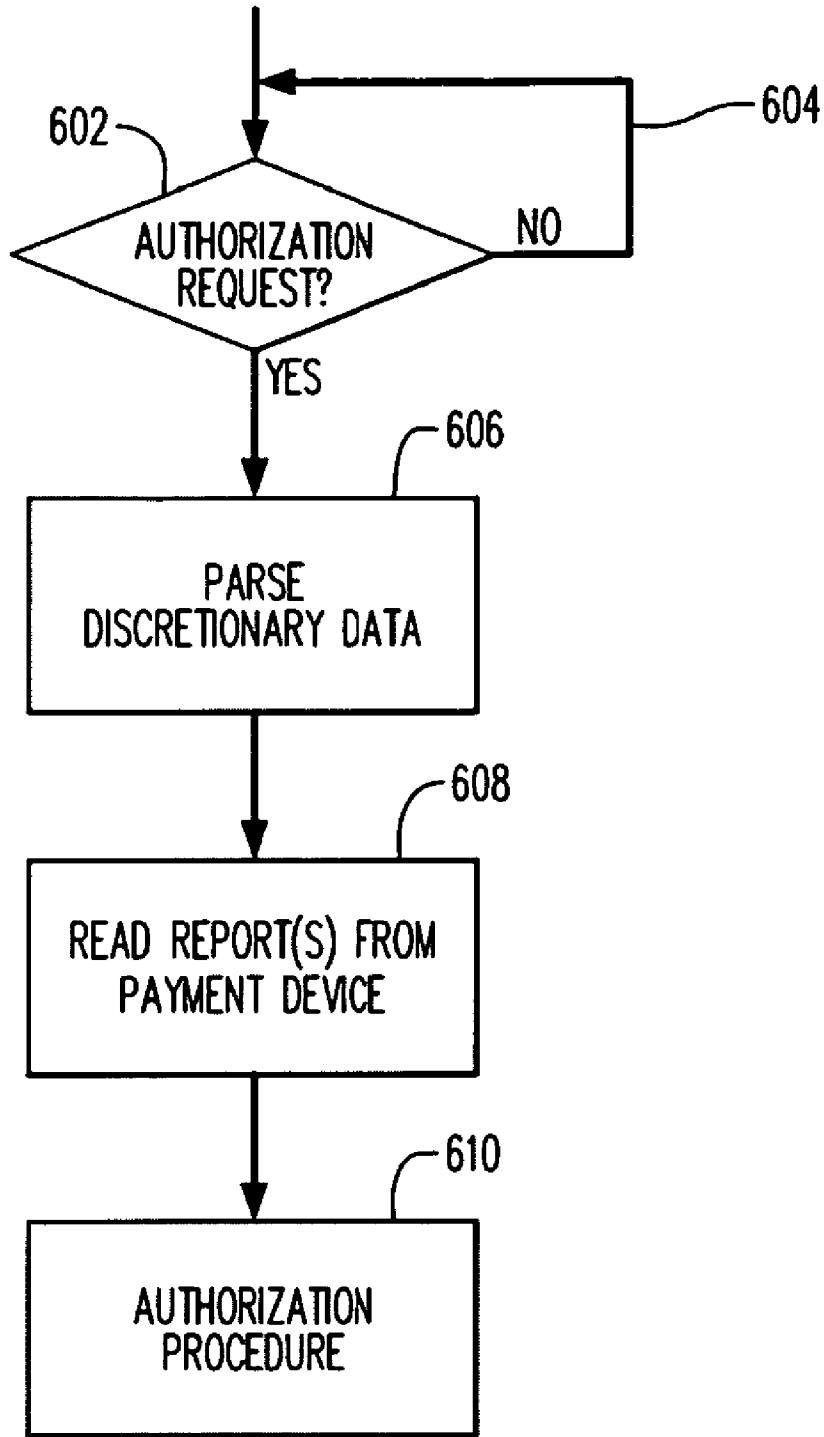 604
602
AUTHORIZATION
REQUEST?
NO
YES
606
PARSE
DISCRETIONARY DATA
608
READ REPORT(S) FROM
PAYMENT DEVICE
610
AUTHORIZATION
PROCEDURE